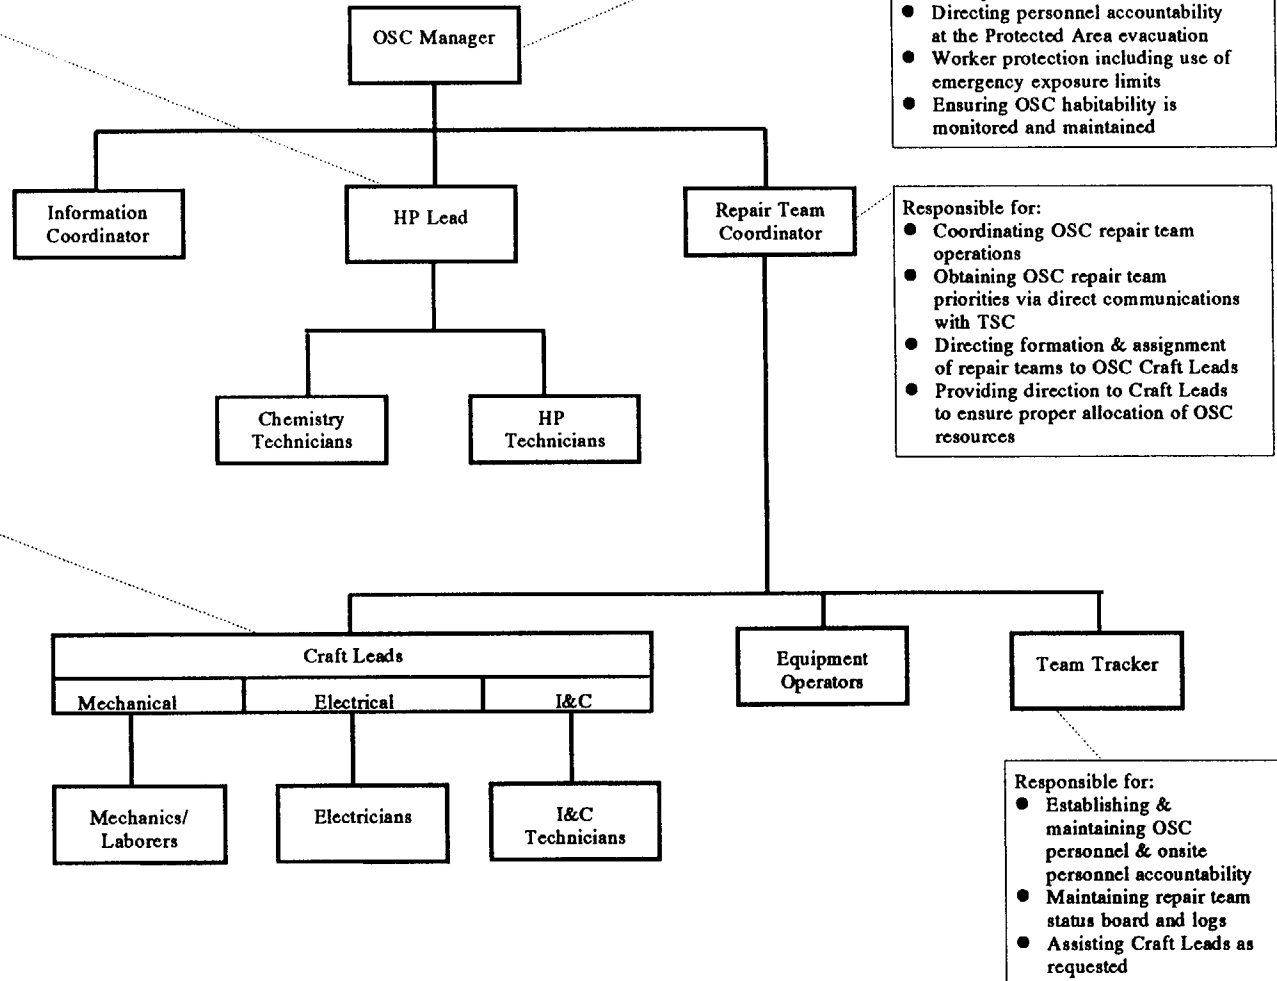 OSC Manager
● Directing personnel accountability
at the Protected Area evacuation
● Worker protection including use of
emergency exposure limits
● Ensuring OSC habitability is
monitored and maintained
Information
Coordinator
HP Lead
Repair Team
Coordinator
Responsible for:
● Coordinating OSC repair team
operations
● Obtaining OSC repair team
priorities via direct communications
with TSC
● Directing formation & assignment
of repair teams to OSC Craft Leads
● Providing direction to Craft Leads
to ensure proper allocation of OSC
resources
Chemistry
Technicians
HP
Technicians
Craft Leads
Mechanical
Electrical
I&C
Equipment
Operators
Team Tracker
Mechanics/
Laborers
Electricians
I&C
Technicians
Responsible for:
● Establishing &
maintaining OSC
personnel & onsite
personnel accountability
● Maintaining repair team
status board and logs
● Assisting Craft Leads as
requested